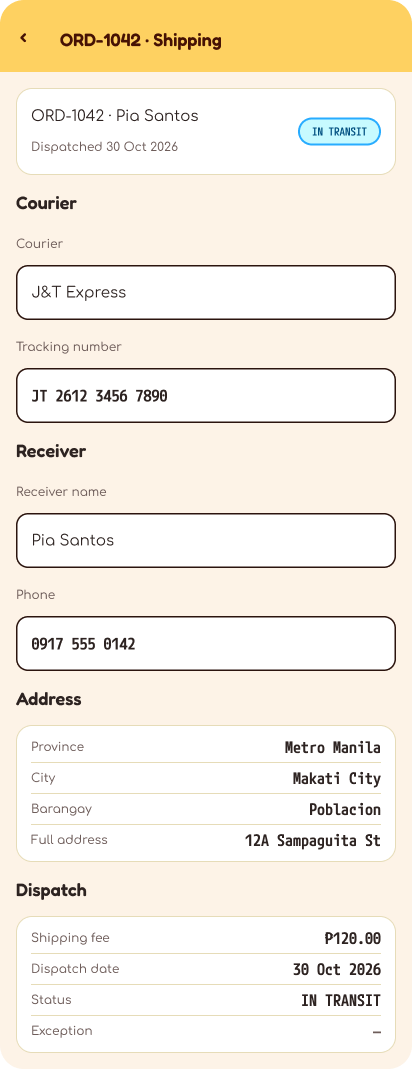 ‹ ORD-1042 · Shipping
ORD-1042 · Pia Santos
Dispatched 30 Oct 2026
IN TRANSIT
Courier
Courier
J&T Express
Tracking number
JT 2612 3456 7890
Receiver
Receiver name
Pia Santos
Phone
0917 555 0142
Address
Province Metro Manila
City Makati City
Barangay Poblacion
Full address 12A Sampaguita St
Dispatch
Shipping fee ₱120.00
Dispatch date 30 Oct 2026
Status IN TRANSIT
Exception —